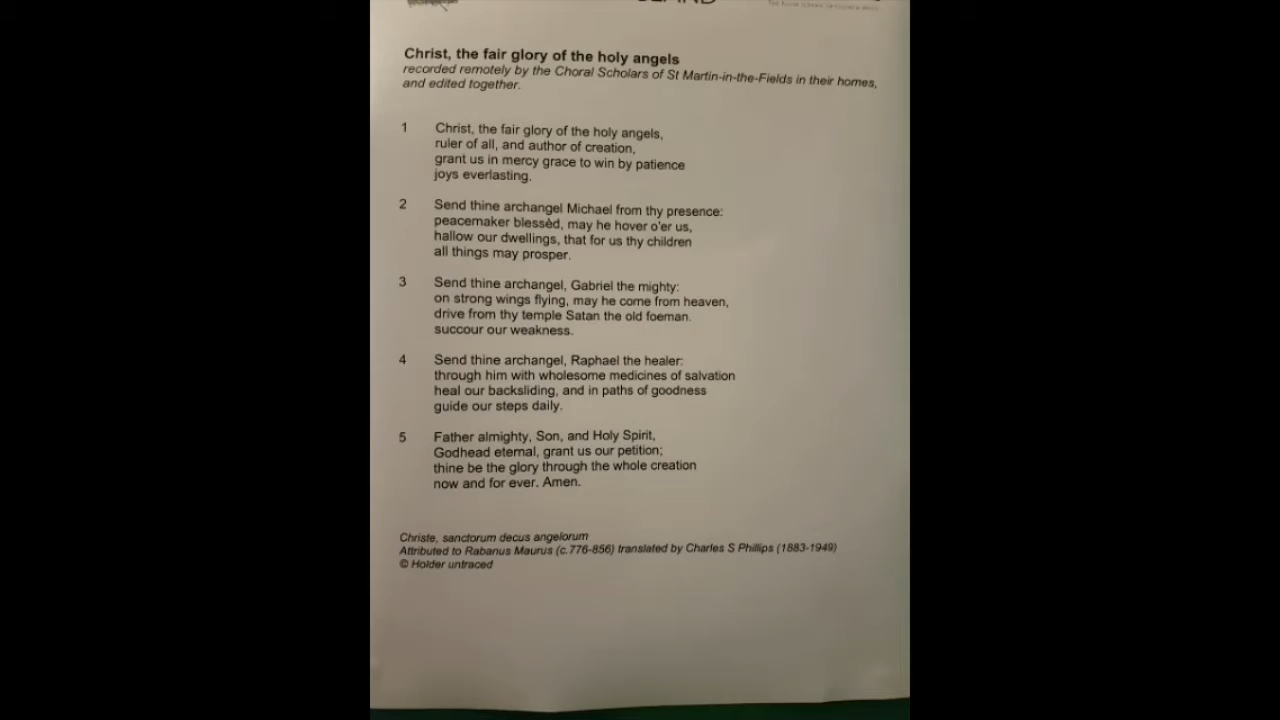 Christ, the fair glory of the holy angels
recorded remotely by the Choral Scholars of St Martin-in-the-Fields in their homes,
and edited together.
1 Christ, the fair glory of the holy angels,
ruler of all, and author of creation,
grant us in mercy grace to win by patience
joys everlasting.
2 Send thine archangel Michael from thy presence:
peacemaker blessèd, may he hover o'er us,
hallow our dwellings, that for us thy children
all things may prosper.
3 Send thine archangel, Gabriel the mighty:
on strong wings flying, may he come from heaven,
drive from thy temple Satan the old foeman.
succour our weakness.
4 Send thine archangel, Raphael the healer:
through him with wholesome medicines of salvation
heal our backsliding, and in paths of goodness
guide our steps daily.
5 Father almighty, Son, and Holy Spirit,
Godhead eternal, grant us our petition;
thine be the glory through the whole creation
now and for ever. Amen.
Christe, sanctorum decus angelorum
Attributed to Rabanus Maurus (c.776-856) translated by Charles S Phillips (1883-1949)
© Holder untraced